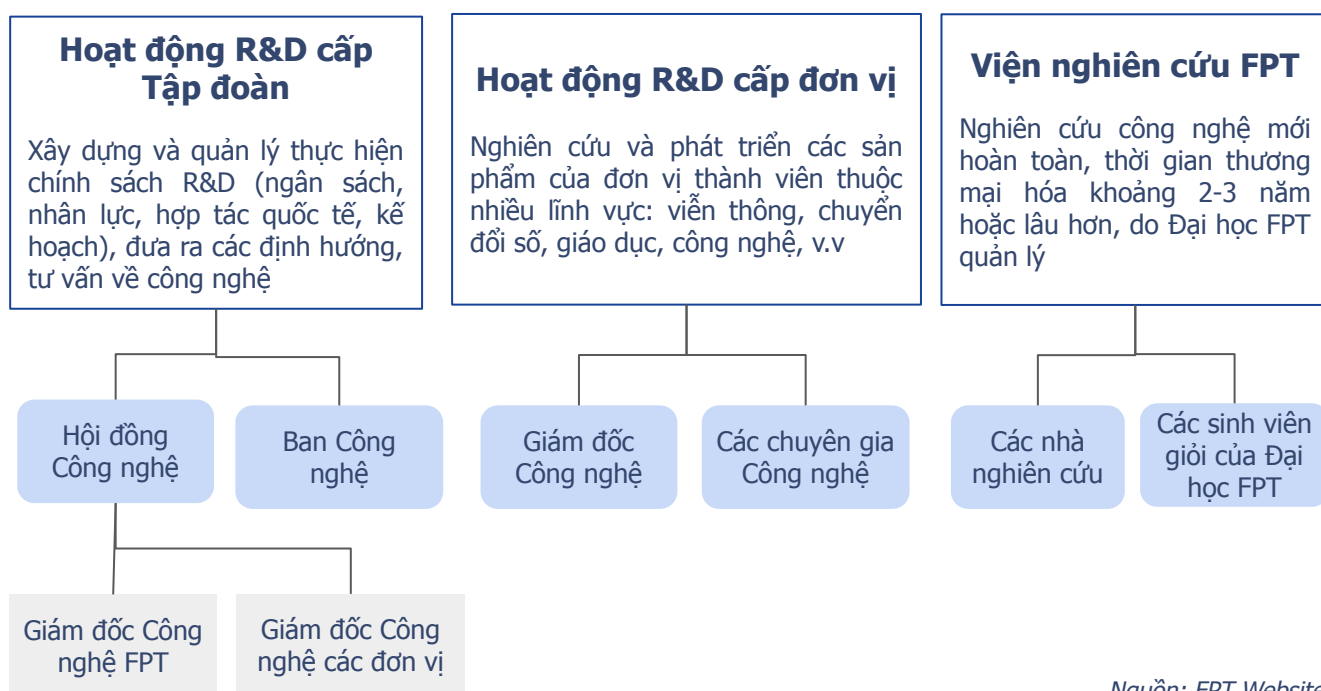 Hoạt động R&D cấp
Tập đoàn
Xây dựng và quản lý thực hiện
chính sách R&D (ngân sách,
nhân lực, hợp tác quốc tế, kế
hoạch), đưa ra các định hướng,
tư vấn về công nghệ
Hoạt động R&D cấp đơn vị
Nghiên cứu và phát triển các sản
phẩm của đơn vị thành viên thuộc
nhiều lĩnh vực: viễn thông, chuyển
đổi số, giáo dục, công nghệ, v.v
Viện nghiên cứu FPT
Nghiên cứu công nghệ mới
hoàn toàn, thời gian thương
mại hóa khoảng 2-3 năm
hoặc lâu hơn, do Đại học FPT
quản lý
Hội đồng
Công nghệ
Ban Công
nghệ
Giám đốc
Công nghệ
Các chuyên gia
Công nghệ
Các nhà
nghiên cứu
Các sinh viên
giỏi của Đại
học FPT
Giám đốc Công
nghệ FPT
Giám đốc Công
nghệ các đơn vị
Nguồn: FPT Website